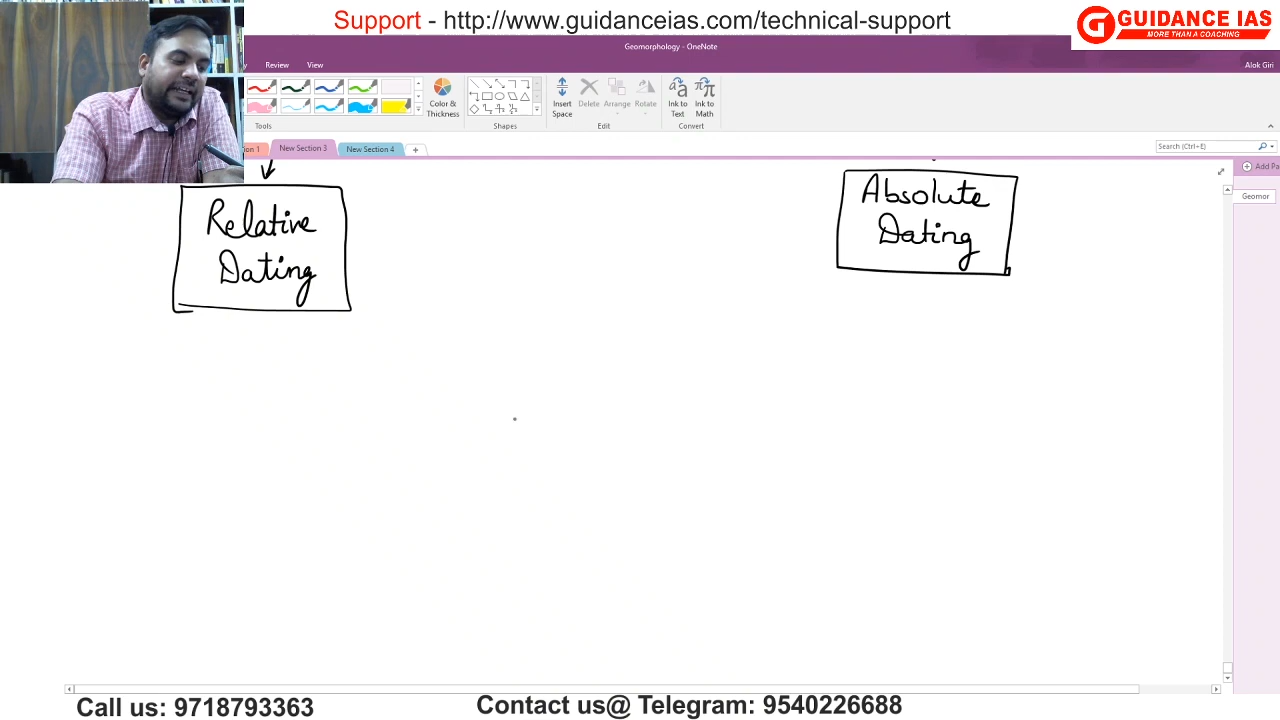 Support - http://www.guidanceias.com/technical-support
GUIDANCE IAS
MORE THAN A COACHING
Geomorphology - OneNote
Alok Giri
Review View
Color & Thickness
Insert Space
Delete
Arrange
Rotate
Ink to Text
Ink to Math
Tools
Shapes
Edit
Convert
New Section 3
New Section 4
Search (Ctrl+E)
Add Pa
Geomor
Relative
Dating
Absolute
Dating
Call us: 9718793363
Contact us@ Telegram: 9540226688